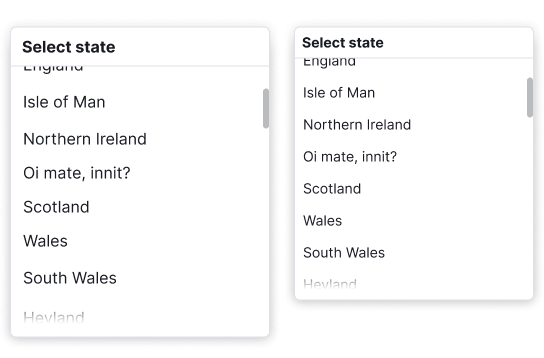 Select state
England
Isle of Man
Northern Ireland
Oi mate, innit?
Scotland
Wales
South Wales
Heyland
Select state
England
Isle of Man
Northern Ireland
Oi mate, innit?
Scotland
Wales
South Wales
Heyland